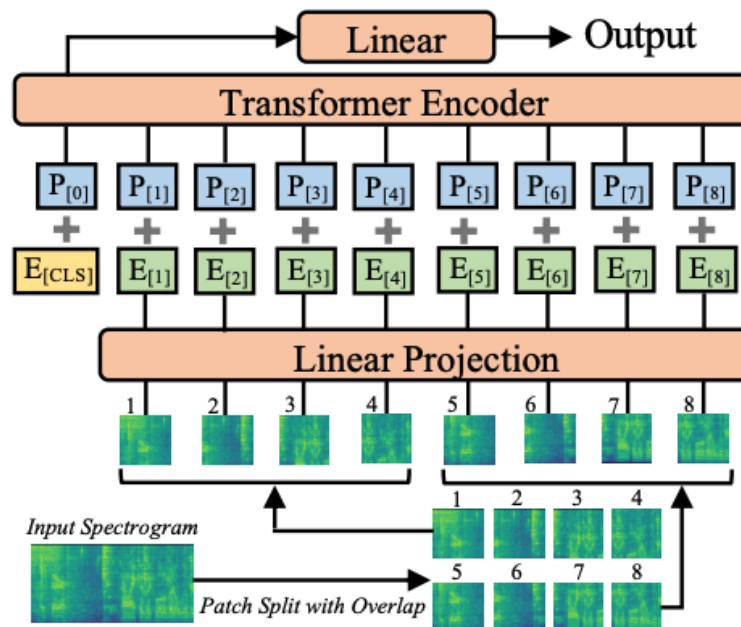 Linear Output
Transformer Encoder
P[0] P[1] P[2] P[3] P[4] P[5] P[6] P[7] P[8]
+ + + + + + + + +
E[CLS] E[1] E[2] E[3] E[4] E[5] E[6] E[7] E[8]
Linear Projection
1 2 3 4 5 6 7 8
1 2 3 4
Input Spectrogram
5 6 7 8
Patch Split with Overlap